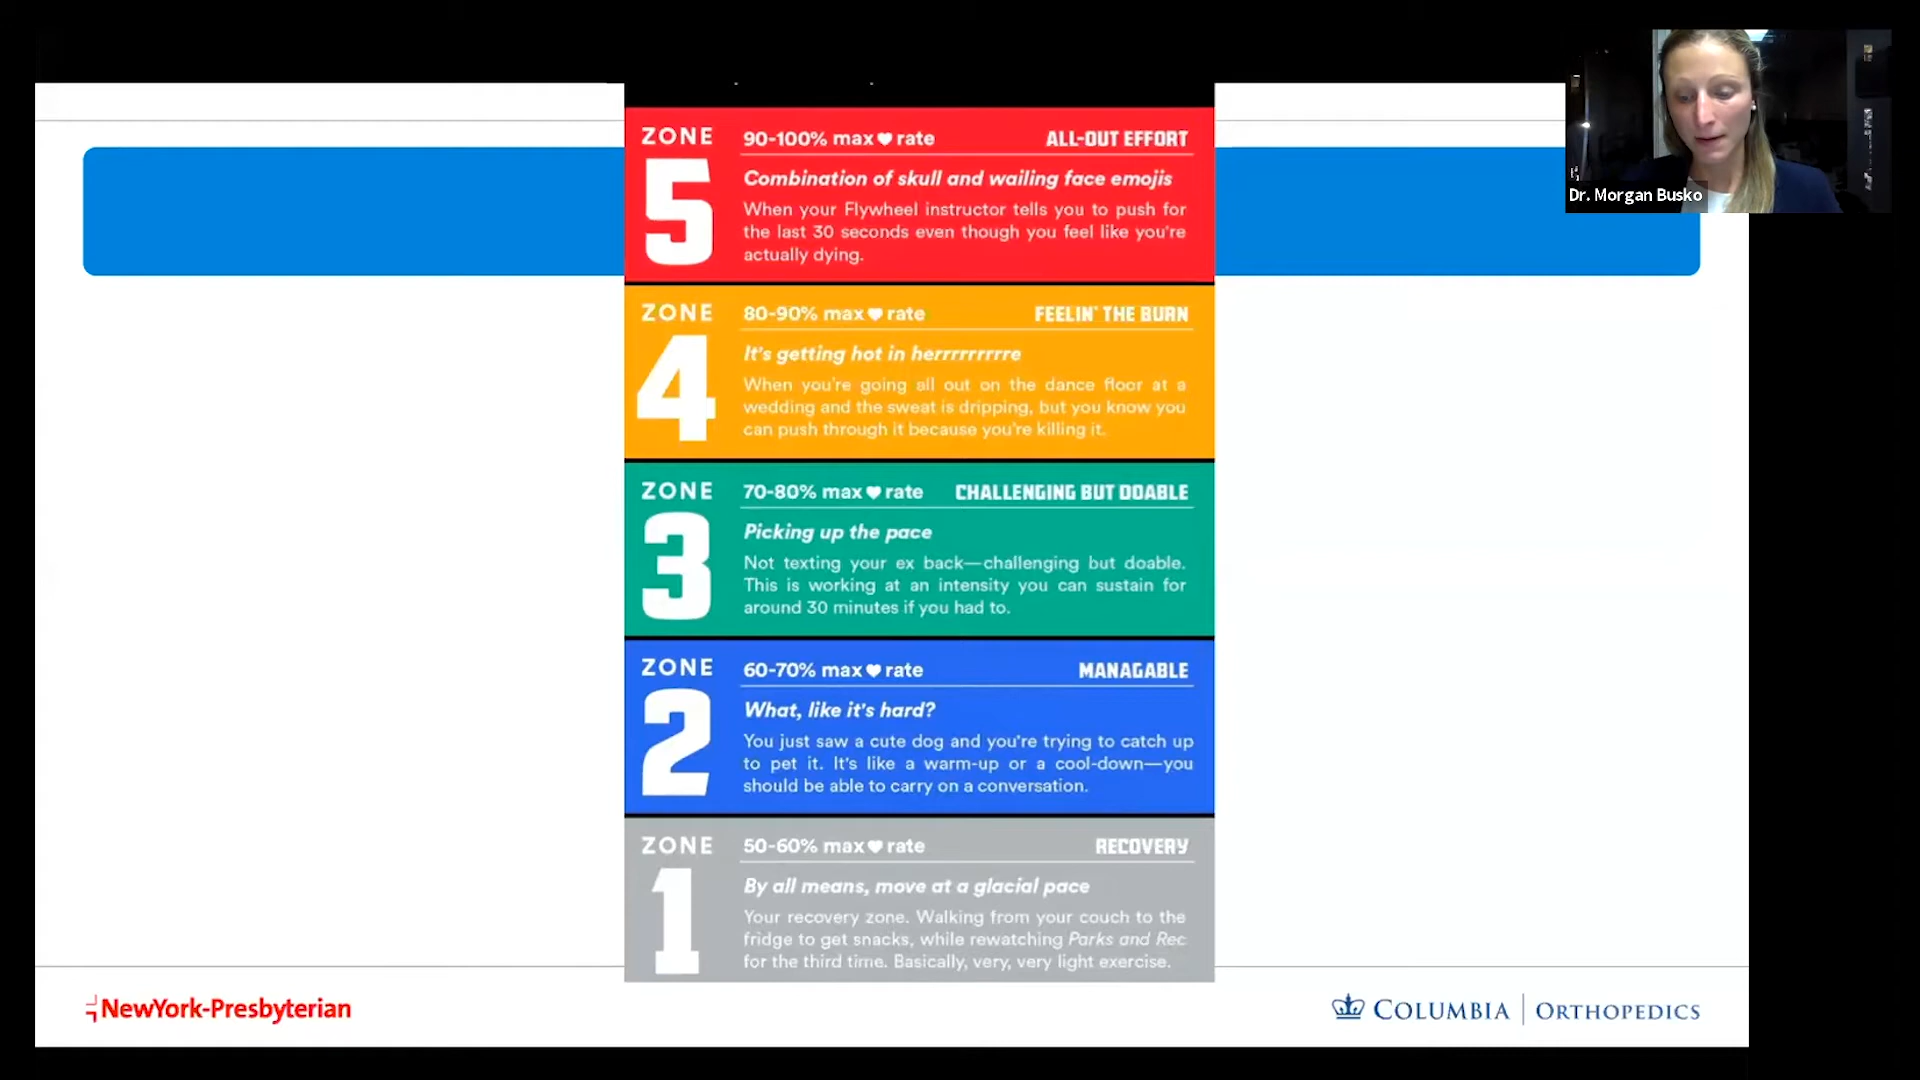 ZONE
5
90-100% max rate
ALL-OUT EFFORT
Combination of skull and wailing face emojis
When your Flywheel instructor tells you to push for
the last 30 seconds even though you feel like you're
actually dying.
ZONE
4
80-90% max rate
FEELIN' THE BURN
It's getting hot in herrrrrrrrre
When you're going all out on the dance floor at a
wedding and the sweat is dripping, but you know you
can push through it because you're killing it.
ZONE
3
70-80% max rate
CHALLENGING BUT DOABLE
Picking up the pace
Not texting your ex back—challenging but doable.
This is working at an intensity you can sustain for
around 30 minutes if you had to.
ZONE
2
60-70% max rate
MANAGABLE
What, like it's hard?
You just saw a cute dog and you're trying to catch up
to pet it. It's like a warm-up or a cool-down—you
should be able to carry on a conversation.
ZONE
1
50-60% max rate
RECOVERY
By all means, move at a glacial pace
Your recovery zone. Walking from your couch to the
fridge to get snacks, while rewatching Parks and Rec
for the third time. Basically, very, very light exercise.
Dr. Morgan Busko
NewYork-Presbyterian
COLUMBIA | ORTHOPEDICS